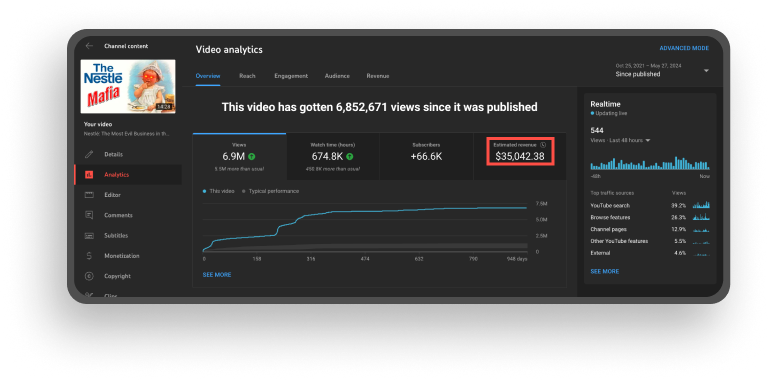 Channel content
The
Nestlē
Mafia
14:28
Your video
Nestle: The Most Evil Business in th...
Details
Analytics
Editor
Comments
Subtitles
Monetization
Copyright
Clips
Video analytics
ADVANCED MODE
Overview
Reach
Engagement
Audience
Revenue
Oct 25, 2021 – May 27, 2024
Since published
This video has gotten 6,852,671 views since it was published
Views
6.9M
5.9M more than usual
Watch time (hours)
674.8K
450.8K more than usual
Subscribers
+66.6K
Estimated revenue
$35,042.38
This video
Typical performance
7.5M
5.0M
2.5M
0
0
158
316
474
632
790
948 days
SEE MORE
Realtime
Updating live
544
Views · Last 48 hours
-48h
Now
Top traffic sources
Views
YouTube search
39.2%
Browse features
26.3%
Channel pages
12.9%
Other YouTube features
5.5%
External
4.6%
SEE MORE